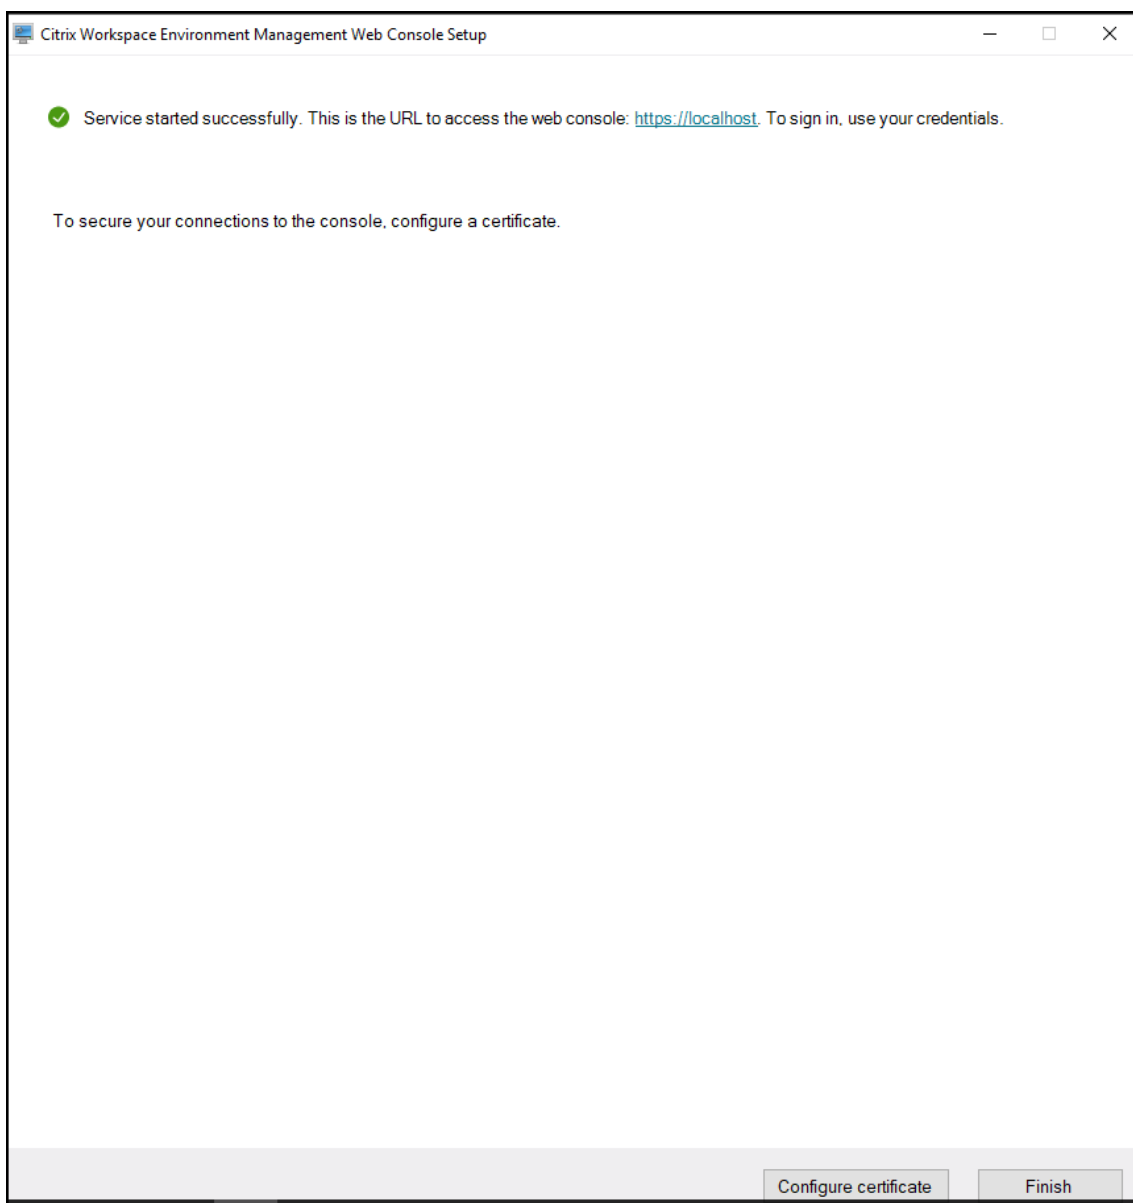 Citrix Workspace Environment Management Web Console Setup
Service started successfully. This is the URL to access the web console: https://localhost. To sign in, use your credentials.
To secure your connections to the console, configure a certificate.
Configure certificate
Finish